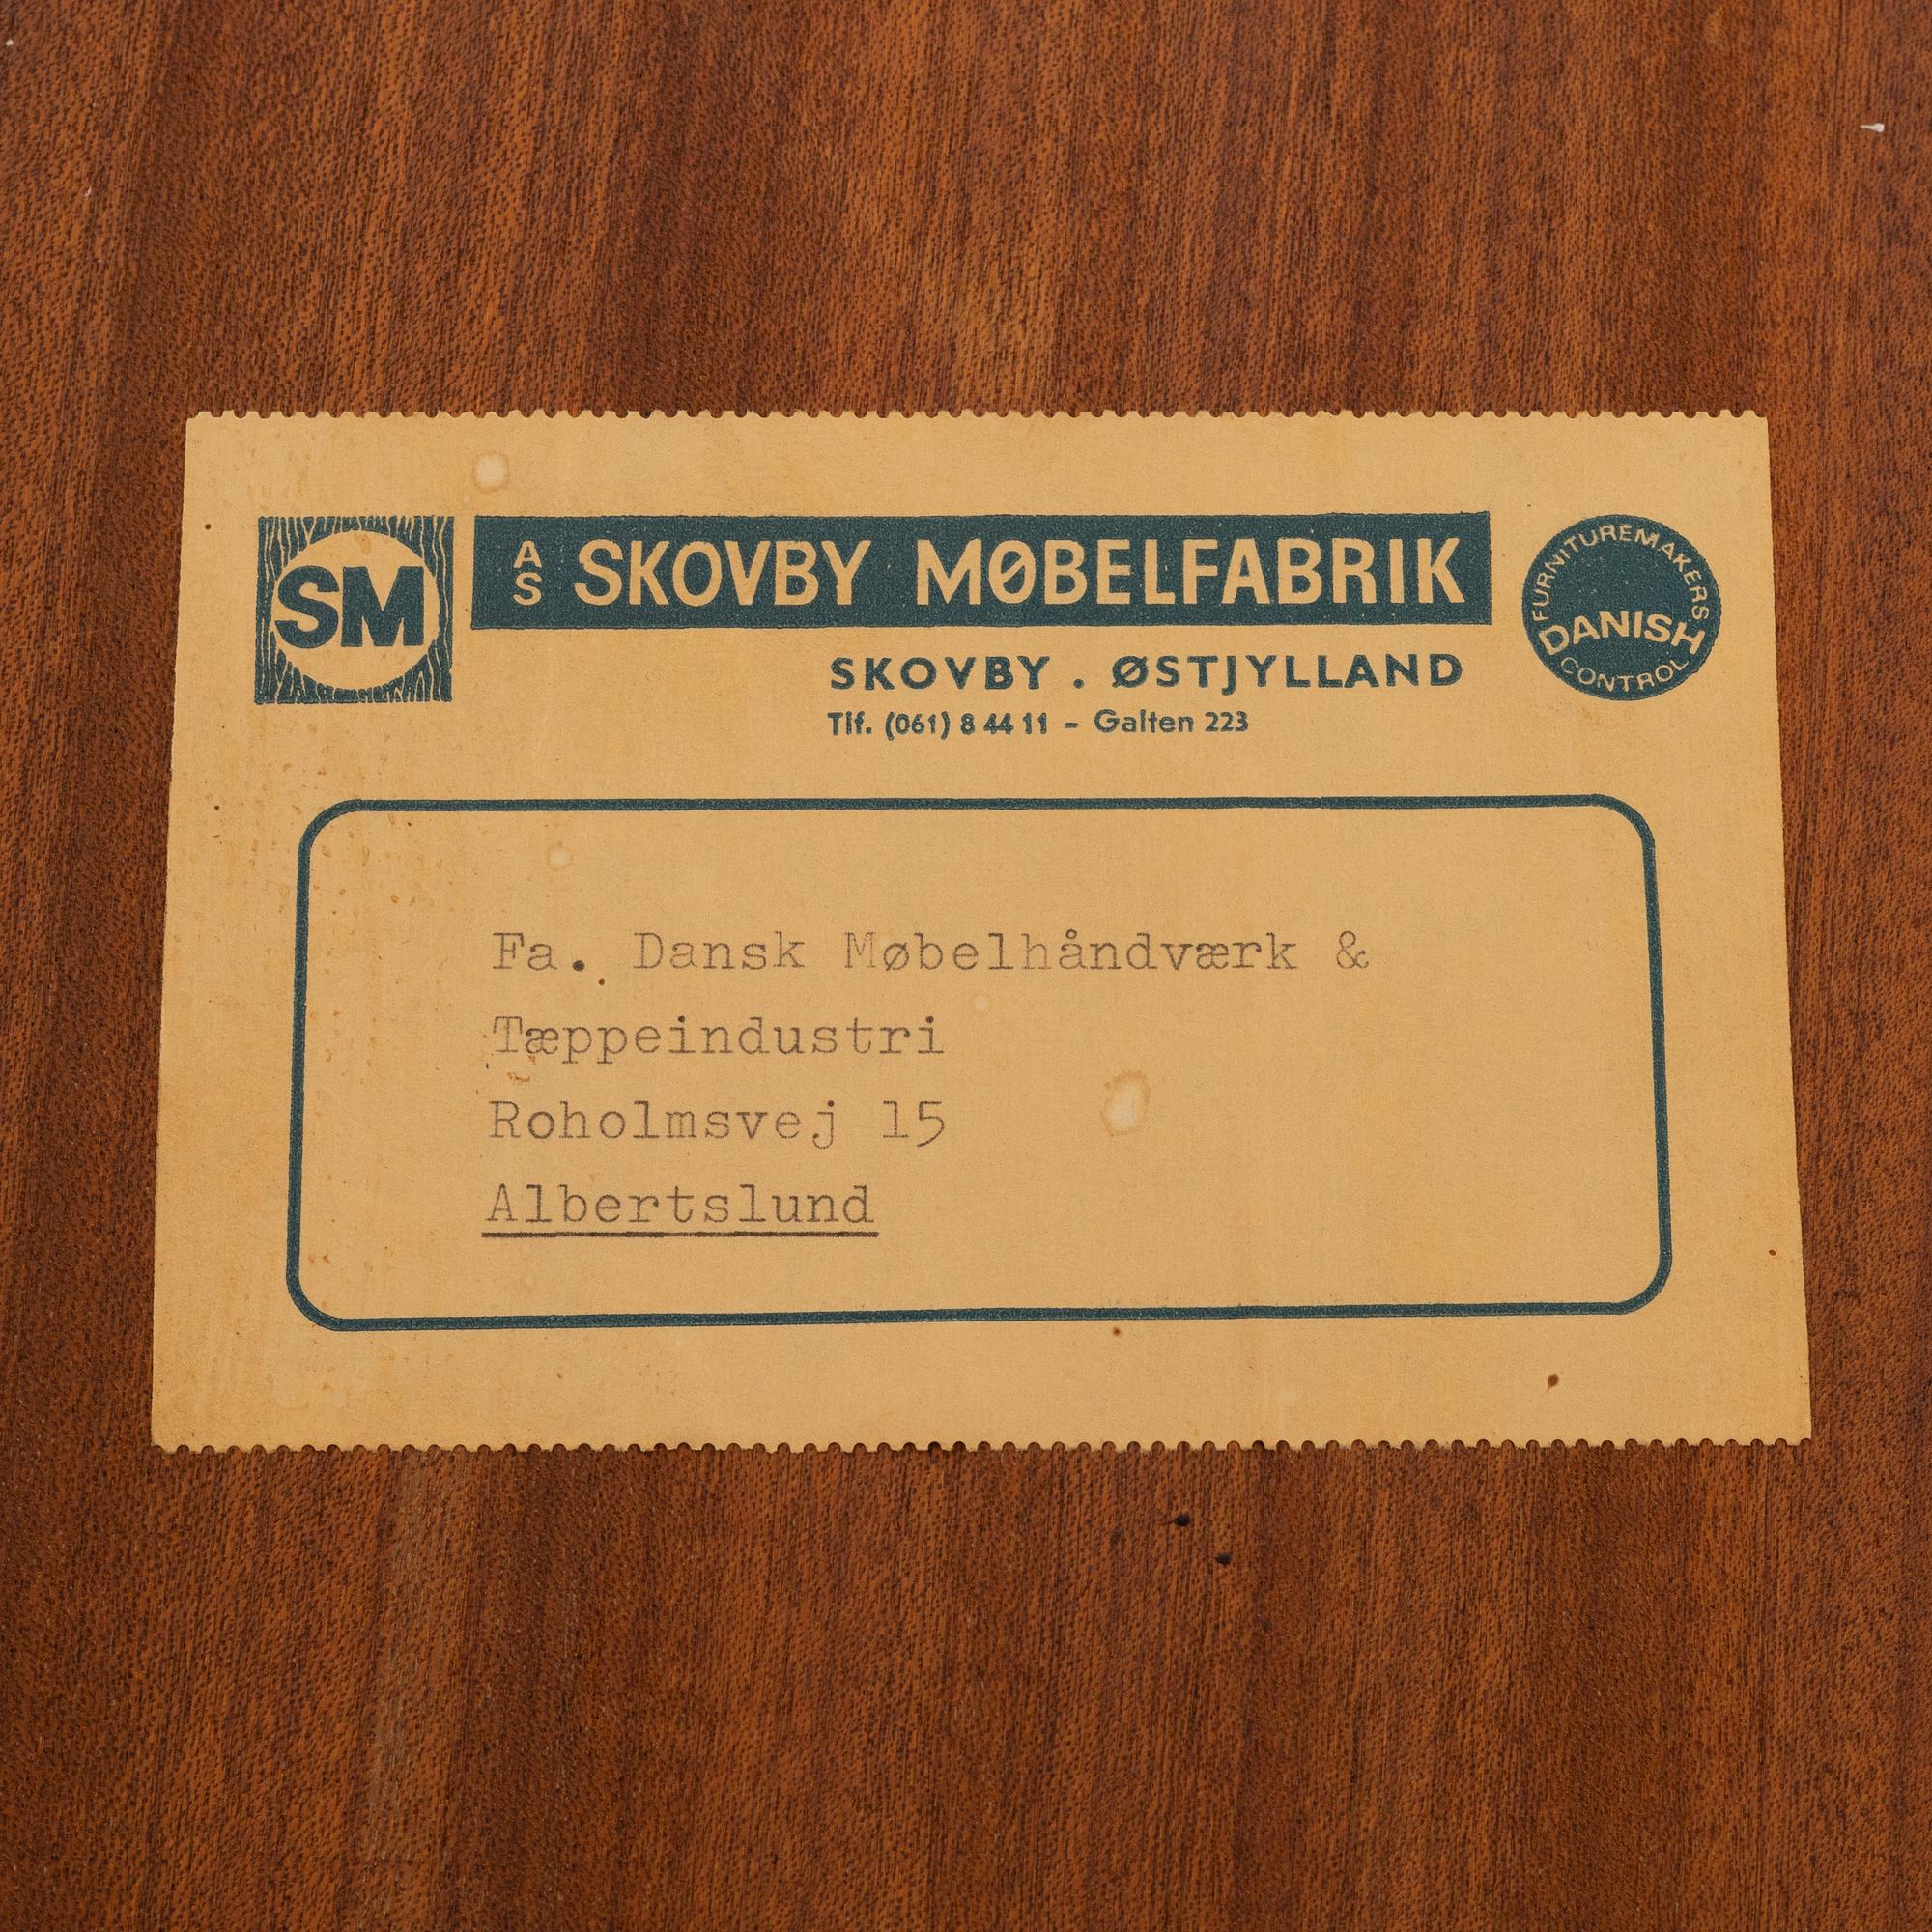 SM
A/S SKOVBY MØBELFABRIK
SKOVBY . ØSTJYLLAND
Tlf. (061) 8 44 11 – Galten 223
FURNITUREMAKERS
DANISH
CONTROL
Fa. Dansk Møbelhåndværk &
Tæppeindustri
Roholmsvej 15
Albertslund